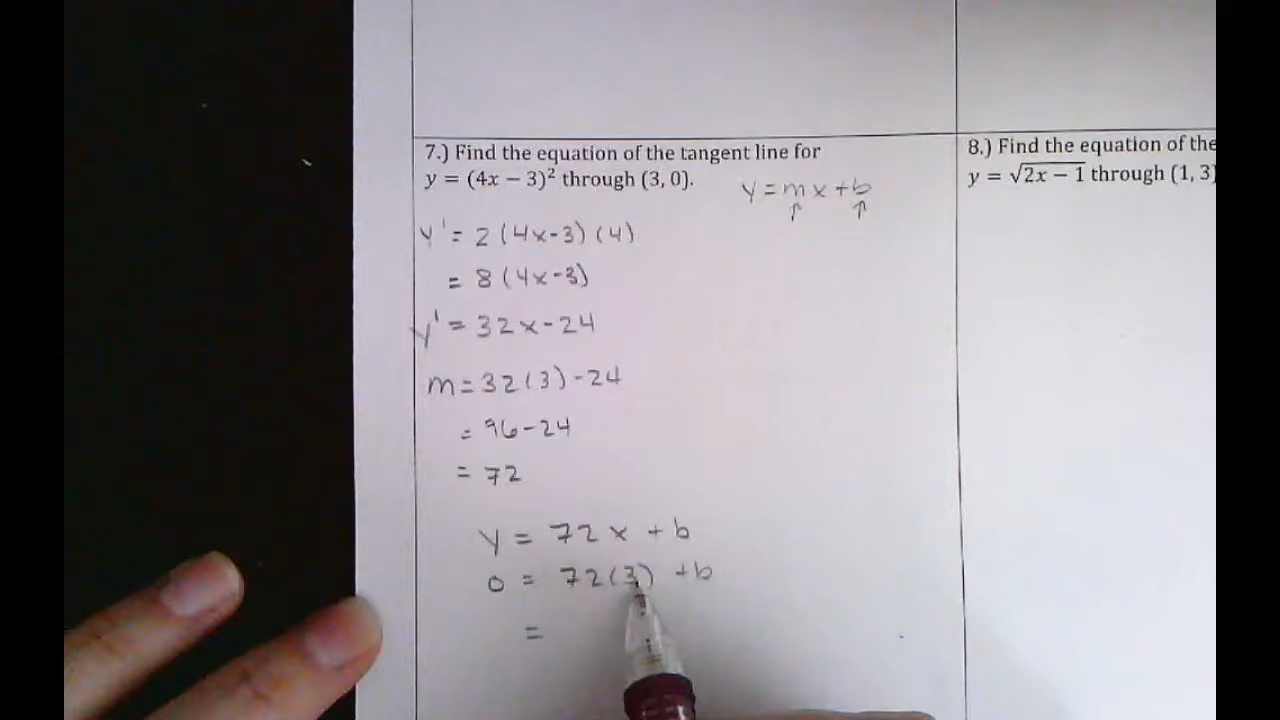 7.) Find the equation of the tangent line for
y = (4x − 3)² through (3, 0).
y = mx + b
↑ ↑
y' = 2(4x-3)(4)
= 8(4x-3)
y' = 32x-24
m = 32(3)-24
= 96-24
= 72
y = 72x + b
0 = 72(3) + b
=
8.) Find the equation of the
y = √2x − 1 through (1, 3)